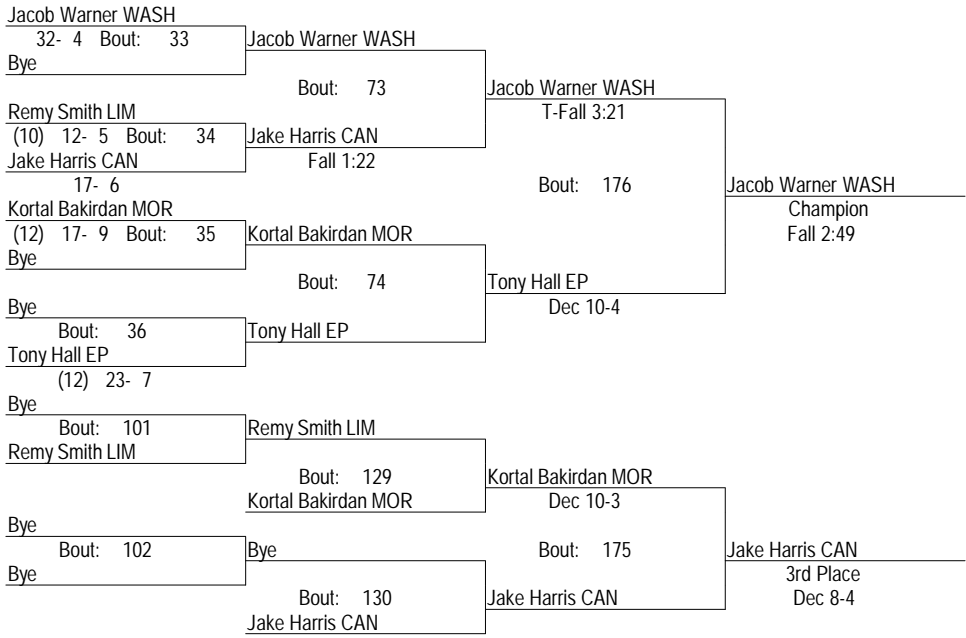 Jacob Warner WASH
32- 4 Bout: 33
Jacob Warner WASH
Bye
Bout: 73
Jacob Warner WASH
Remy Smith LIM
T-Fall 3:21
(10) 12- 5 Bout: 34
Jake Harris CAN
Jake Harris CAN
Fall 1:22
17- 6
Bout: 176
Jacob Warner WASH
Kortal Bakirdan MOR
Champion
(12) 17- 9 Bout: 35
Kortal Bakirdan MOR
Fall 2:49
Bye
Bout: 74
Tony Hall EP
Bye
Dec 10-4
Bout: 36
Tony Hall EP
Tony Hall EP
(12) 23- 7
Bye
Bout: 101
Remy Smith LIM
Remy Smith LIM
Bout: 129
Kortal Bakirdan MOR
Kortal Bakirdan MOR
Dec 10-3
Bye
Bout: 102
Bye
Bout: 175
Jake Harris CAN
Bye
3rd Place
Bout: 130
Jake Harris CAN
Dec 8-4
Jake Harris CAN